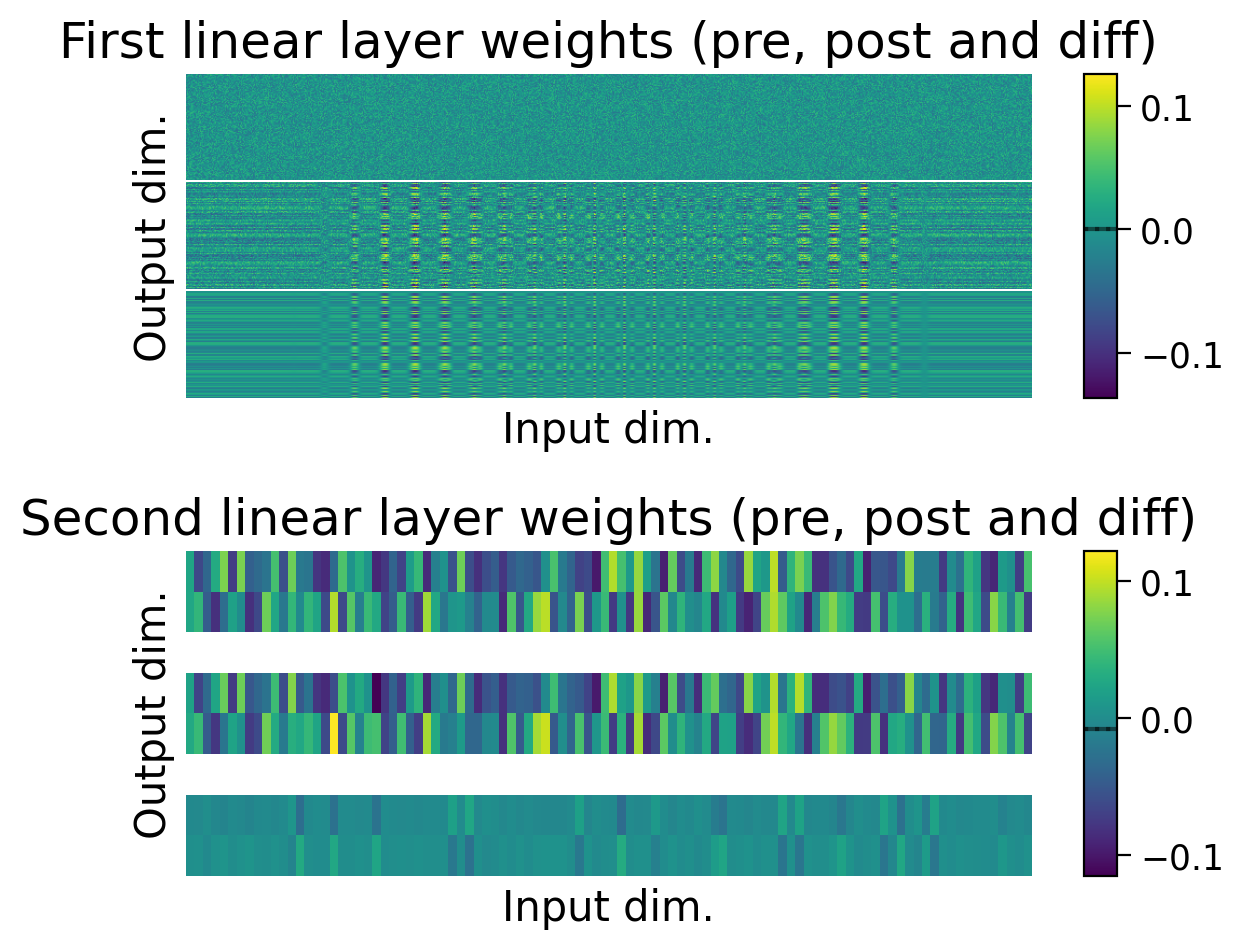 First linear layer weights (pre, post and diff)
Output dim.
0.1
0.0
−0.1
Input dim.
Second linear layer weights (pre, post and diff)
Output dim.
0.1
0.0
−0.1
Input dim.